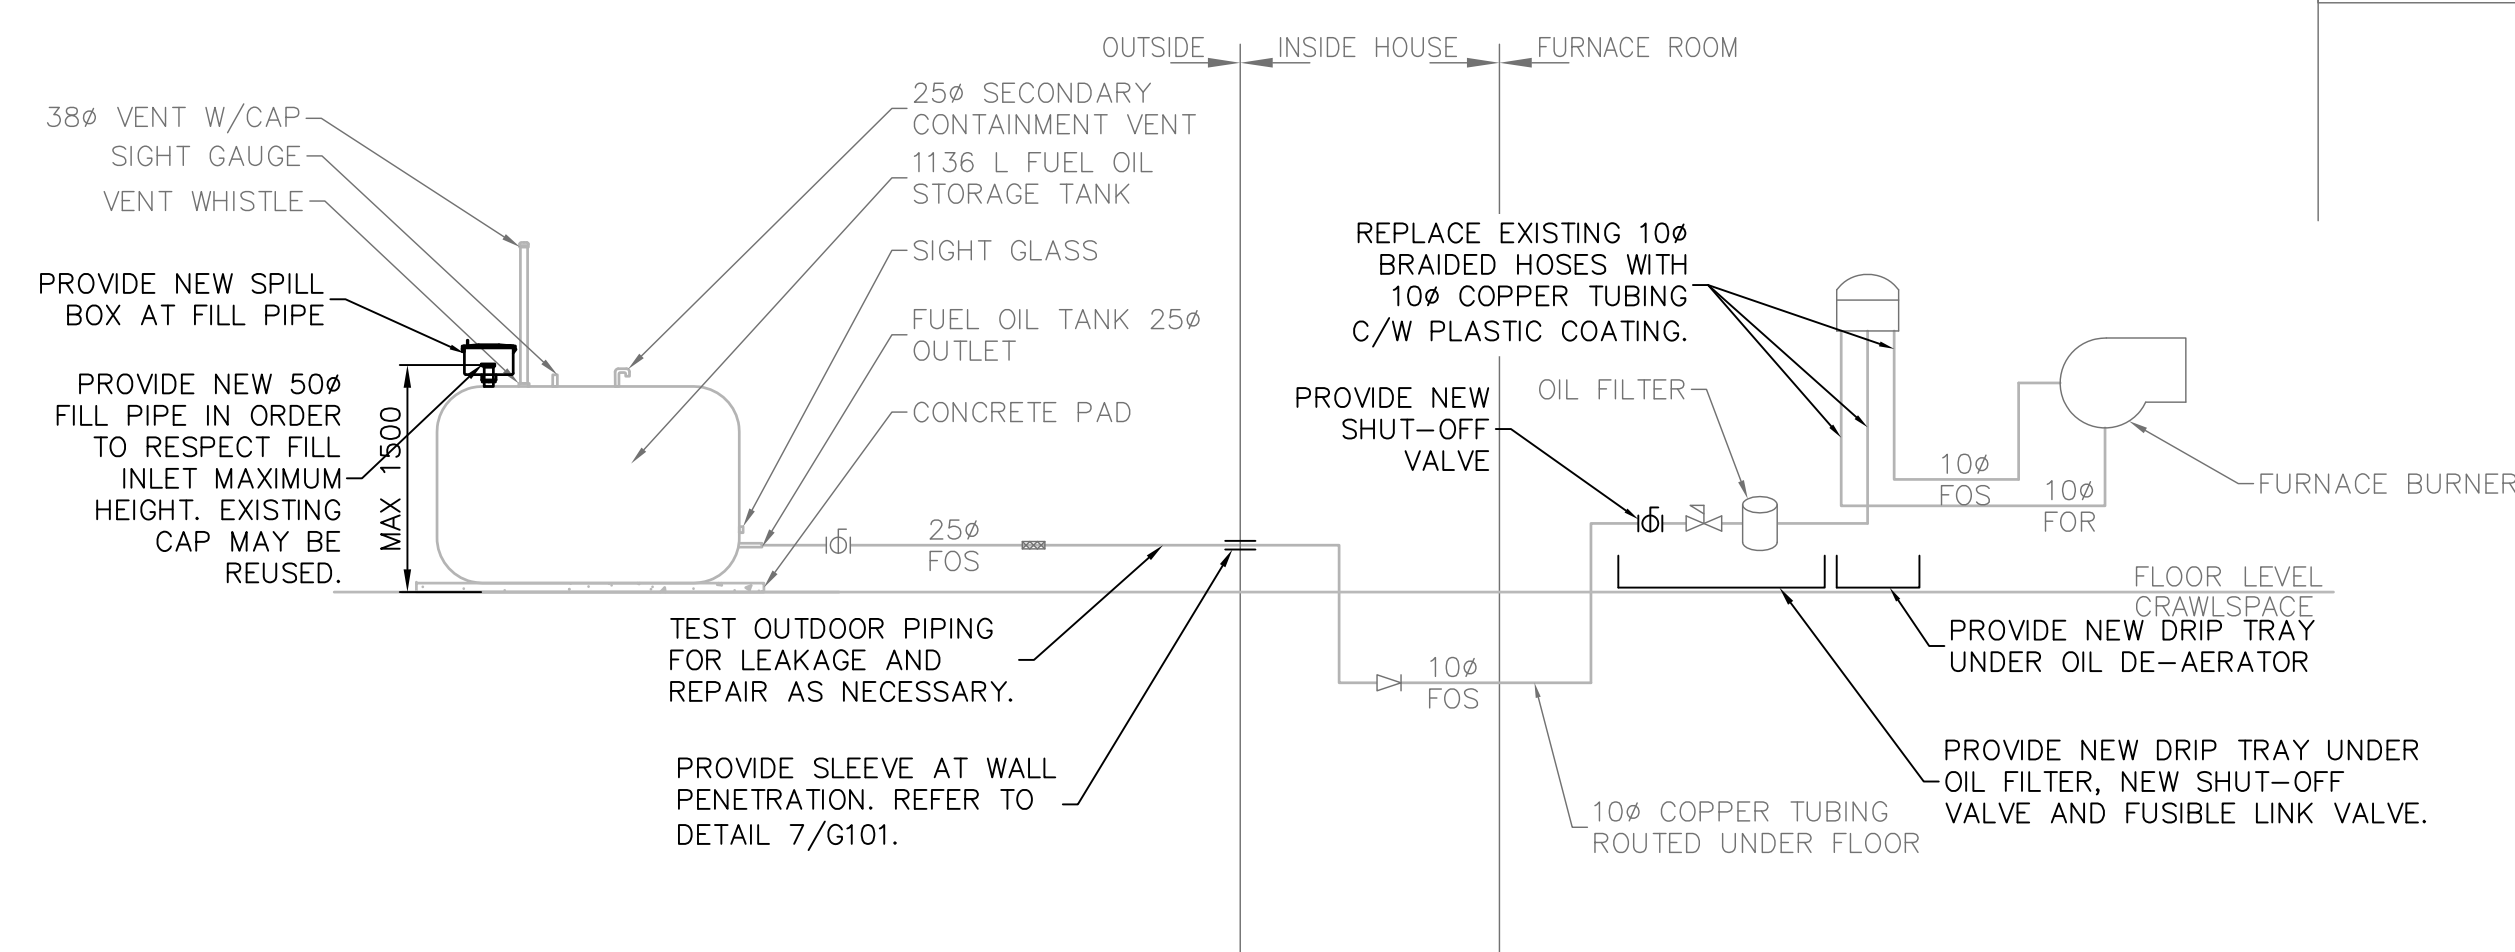 OUTSIDE
INSIDE HOUSE
FURNACE ROOM
38ø VENT W/CAP
SIGHT GAUGE
VENT WHISTLE
PROVIDE NEW SPILL
BOX AT FILL PIPE
PROVIDE NEW 50ø
FILL PIPE IN ORDER
TO RESPECT FILL
INLET MAXIMUM
HEIGHT. EXISTING
CAP MAY BE
REUSED.
MAX 1500
25ø SECONDARY
CONTAINMENT VENT
1136 L FUEL OIL
STORAGE TANK
SIGHT GLASS
FUEL OIL TANK 25ø
OUTLET
CONCRETE PAD
25ø
FOS
TEST OUTDOOR PIPING
FOR LEAKAGE AND
REPAIR AS NECESSARY.
PROVIDE SLEEVE AT WALL
PENETRATION. REFER TO
DETAIL 7/G101.
REPLACE EXISTING 10ø
BRAIDED HOSES WITH
10ø COPPER TUBING
C/W PLASTIC COATING.
PROVIDE NEW
SHUT-OFF
VALVE
OIL FILTER
10ø
FOS
10ø
FOR
FURNACE BURNER
FLOOR LEVEL
CRAWLSPACE
PROVIDE NEW DRIP TRAY
UNDER OIL DE-AERATOR
10ø
FOS
PROVIDE NEW DRIP TRAY UNDER
OIL FILTER, NEW SHUT-OFF
VALVE AND FUSIBLE LINK VALVE.
10ø COPPER TUBING
ROUTED UNDER FLOOR